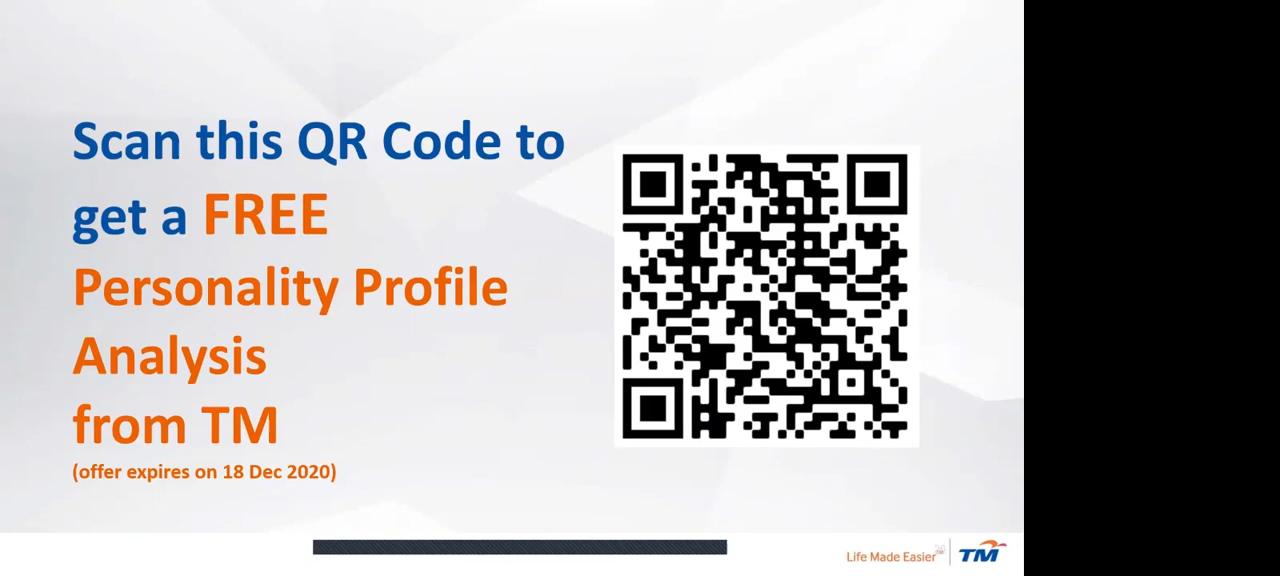 Scan this QR Code to
get a FREE
Personality Profile
Analysis
from TM
(offer expires on 18 Dec 2020)
Life Made Easier
TM